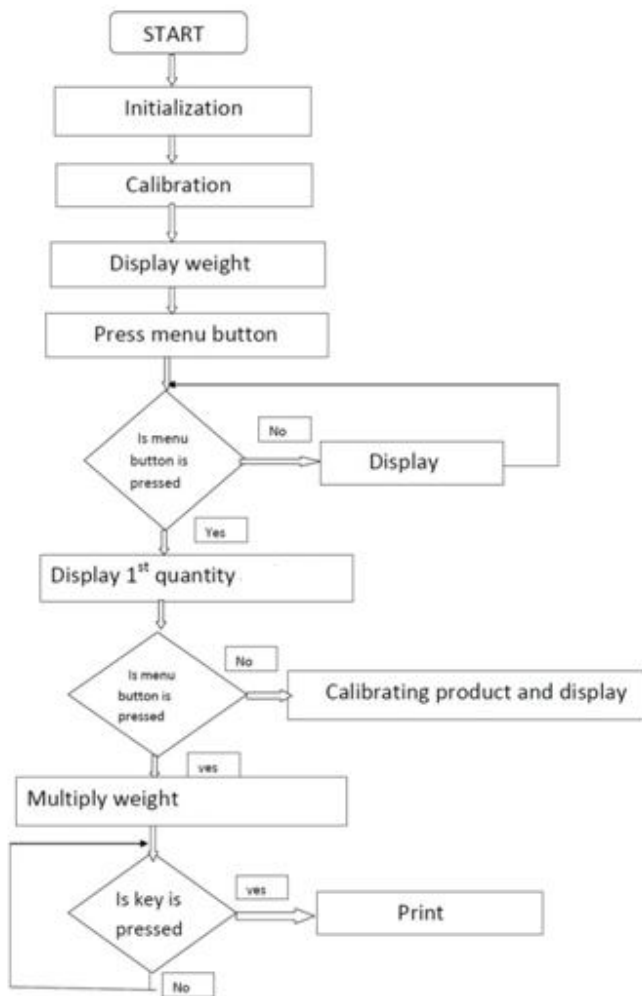 START
Initialization
Calibration
Display weight
Press menu button
Is menu
button is
pressed
No
Display
Yes
Display 1st quantity
Is menu
button is
pressed
No
Calibrating product and display
yes
Multiply weight
Is key is
pressed
yes
Print
No